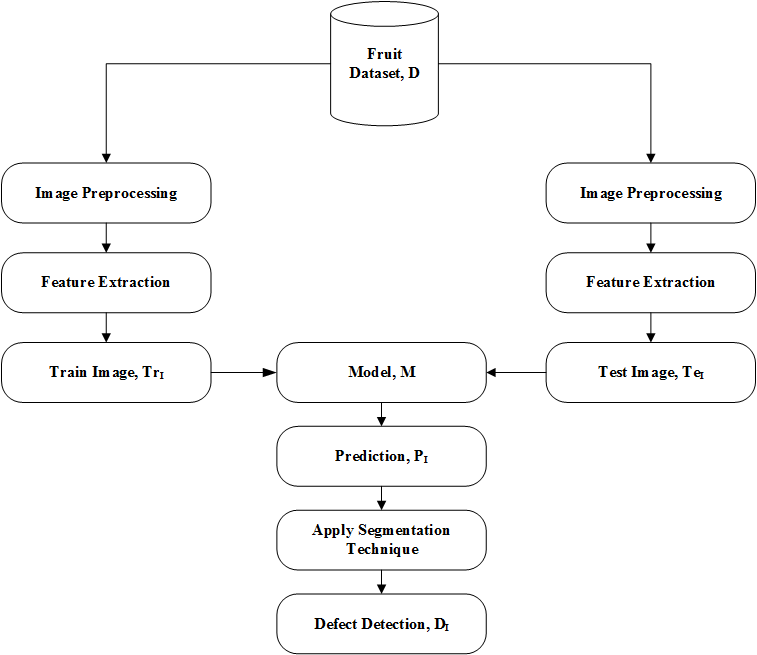 Fruit
Dataset, D
Image Preprocessing
Image Preprocessing
Feature Extraction
Feature Extraction
Train Image, TrI
Model, M
Test Image, TeI
Prediction, PI
Apply Segmentation
Technique
Defect Detection, DI